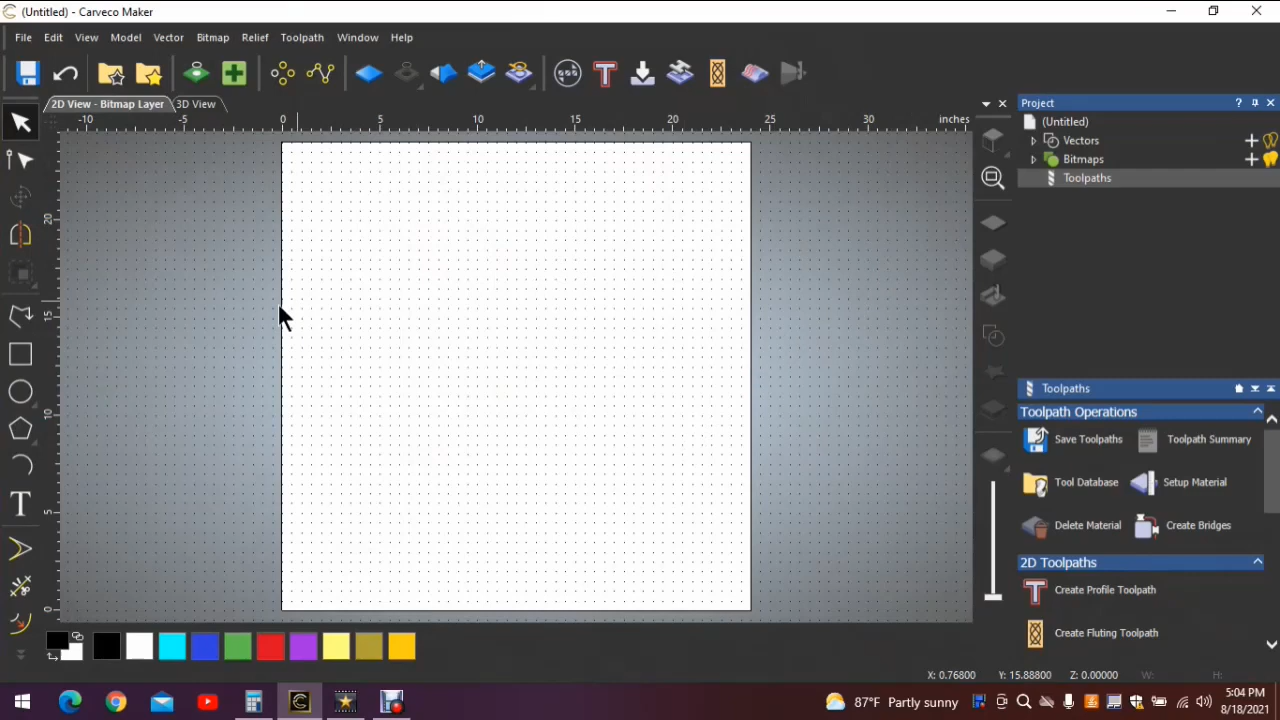 (Untitled) - Carveco Maker
File Edit View Model Vector Bitmap Relief Toolpath Window Help
2D View - Bitmap Layer 3D View
-10 -5 0 5 10 15 20 25 30 inches
20
15
10
5
0
Project
(Untitled)
Vectors
Bitmaps
Toolpaths
Toolpaths
Toolpath Operations
Save Toolpaths Toolpath Summary
Tool Database Setup Material
Delete Material Create Bridges
2D Toolpaths
Create Profile Toolpath
Create Fluting Toolpath
X: 0.76800 Y: 15.88800 Z: 0.00000 W: H:
87°F Partly sunny
5:04 PM
8/18/2021